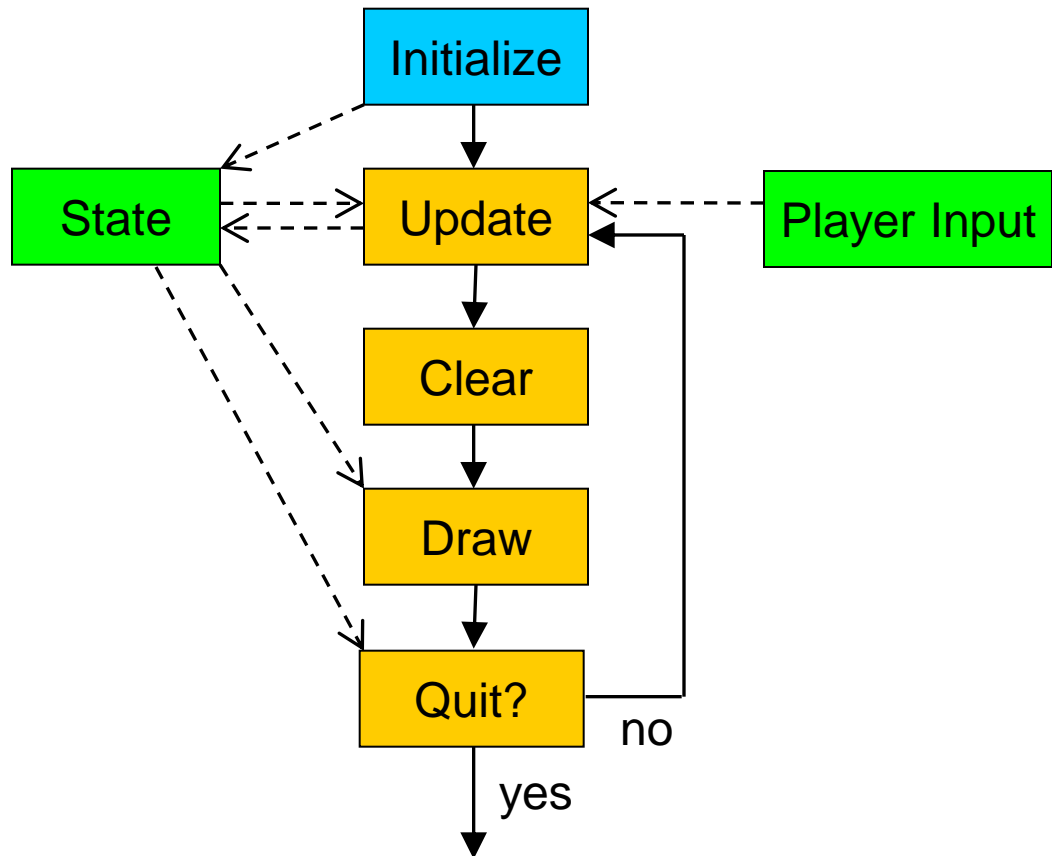 Initialize
State
Update
Player Input
Clear
Draw
Quit?
no
yes